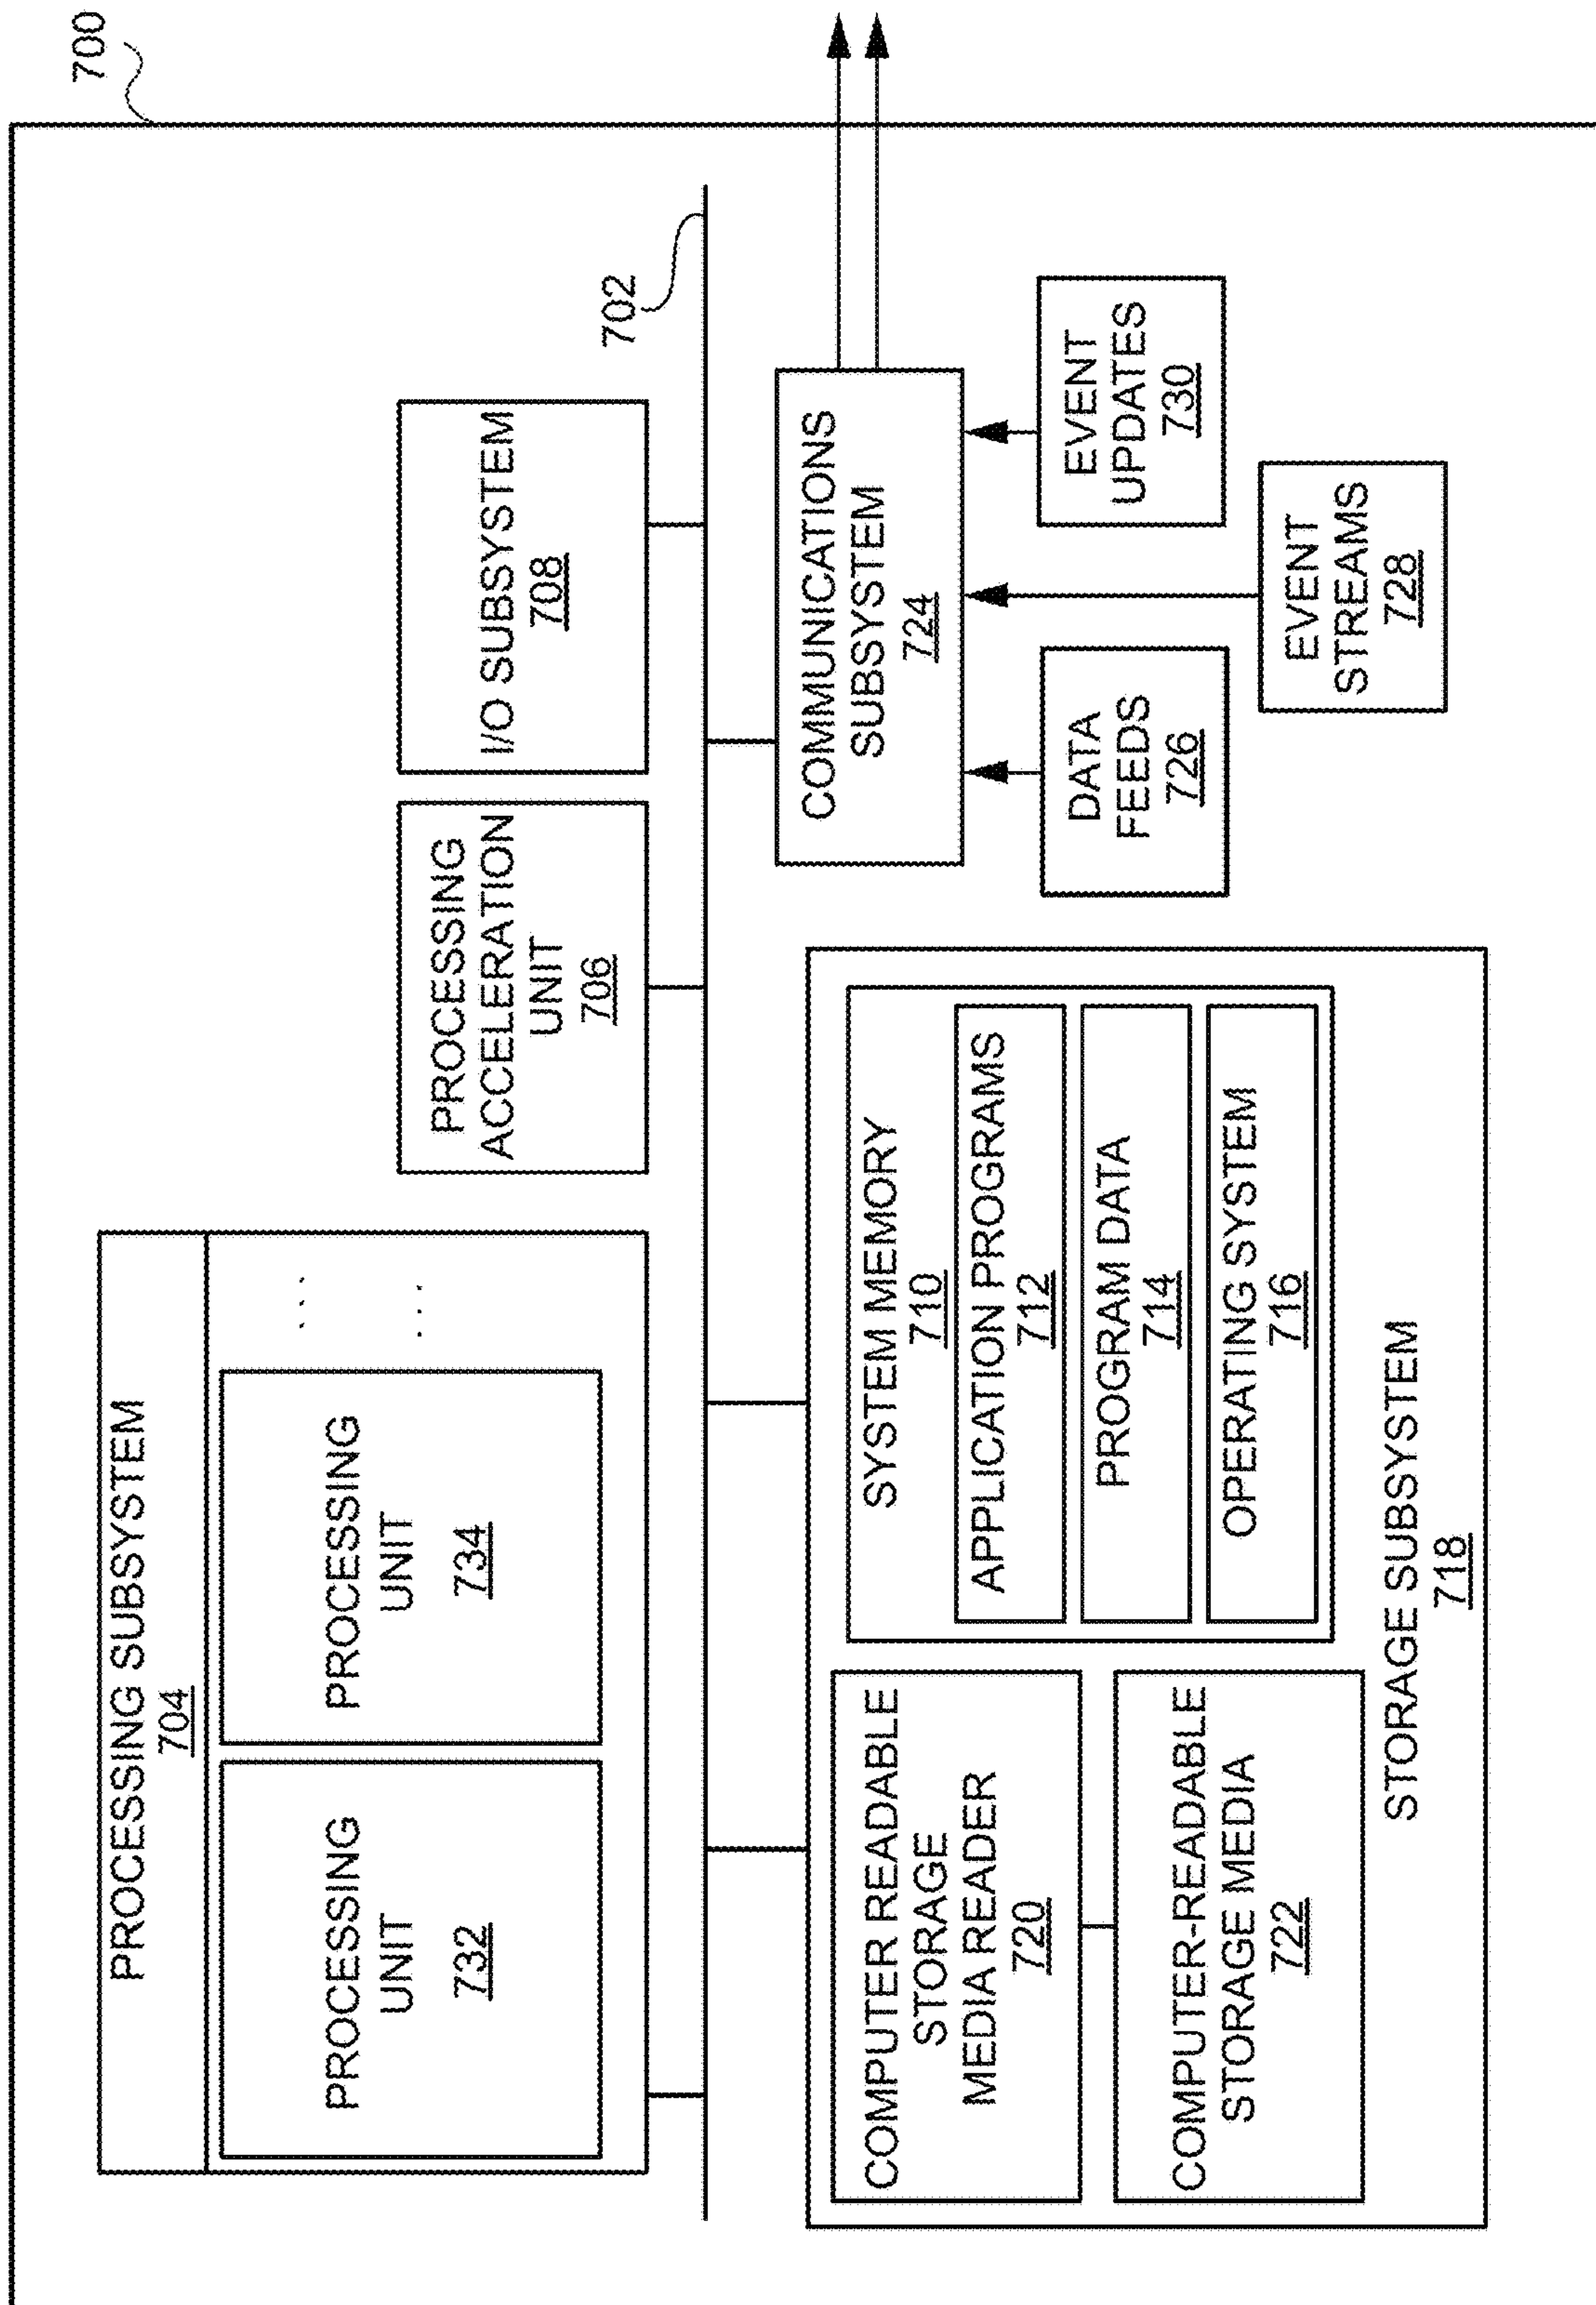 700
PROCESSING SUBSYSTEM
704
PROCESSING
UNIT
732
PROCESSING
UNIT
734
. . .
. . .
PROCESSING
ACCELERATION
UNIT
706
I/O SUBSYSTEM
708
702
COMPUTER READABLE
STORAGE
MEDIA READER
720
COMPUTER-READABLE
STORAGE MEDIA
722
SYSTEM MEMORY
710
APPLICATION PROGRAMS
712
PROGRAM DATA
714
OPERATING SYSTEM
716
STORAGE SUBSYSTEM
718
COMMUNICATIONS
SUBSYSTEM
724
DATA
FEEDS
726
EVENT
STREAMS
728
EVENT
UPDATES
730